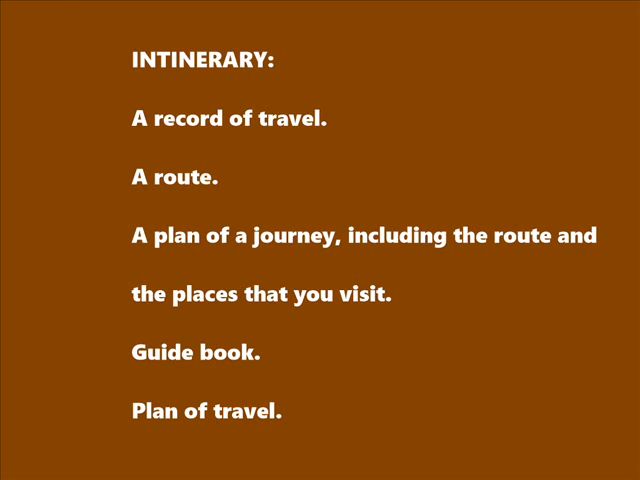 INTINERARY:
A record of travel.
A route.
A plan of a journey, including the route and
the places that you visit.
Guide book.
Plan of travel.